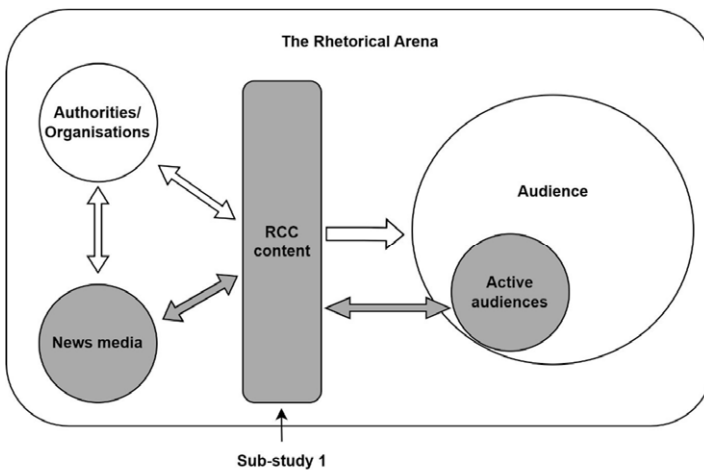 The Rhetorical Arena
Authorities/
Organisations
Audience
RCC
content
Active
audiences
News media
Sub-study 1